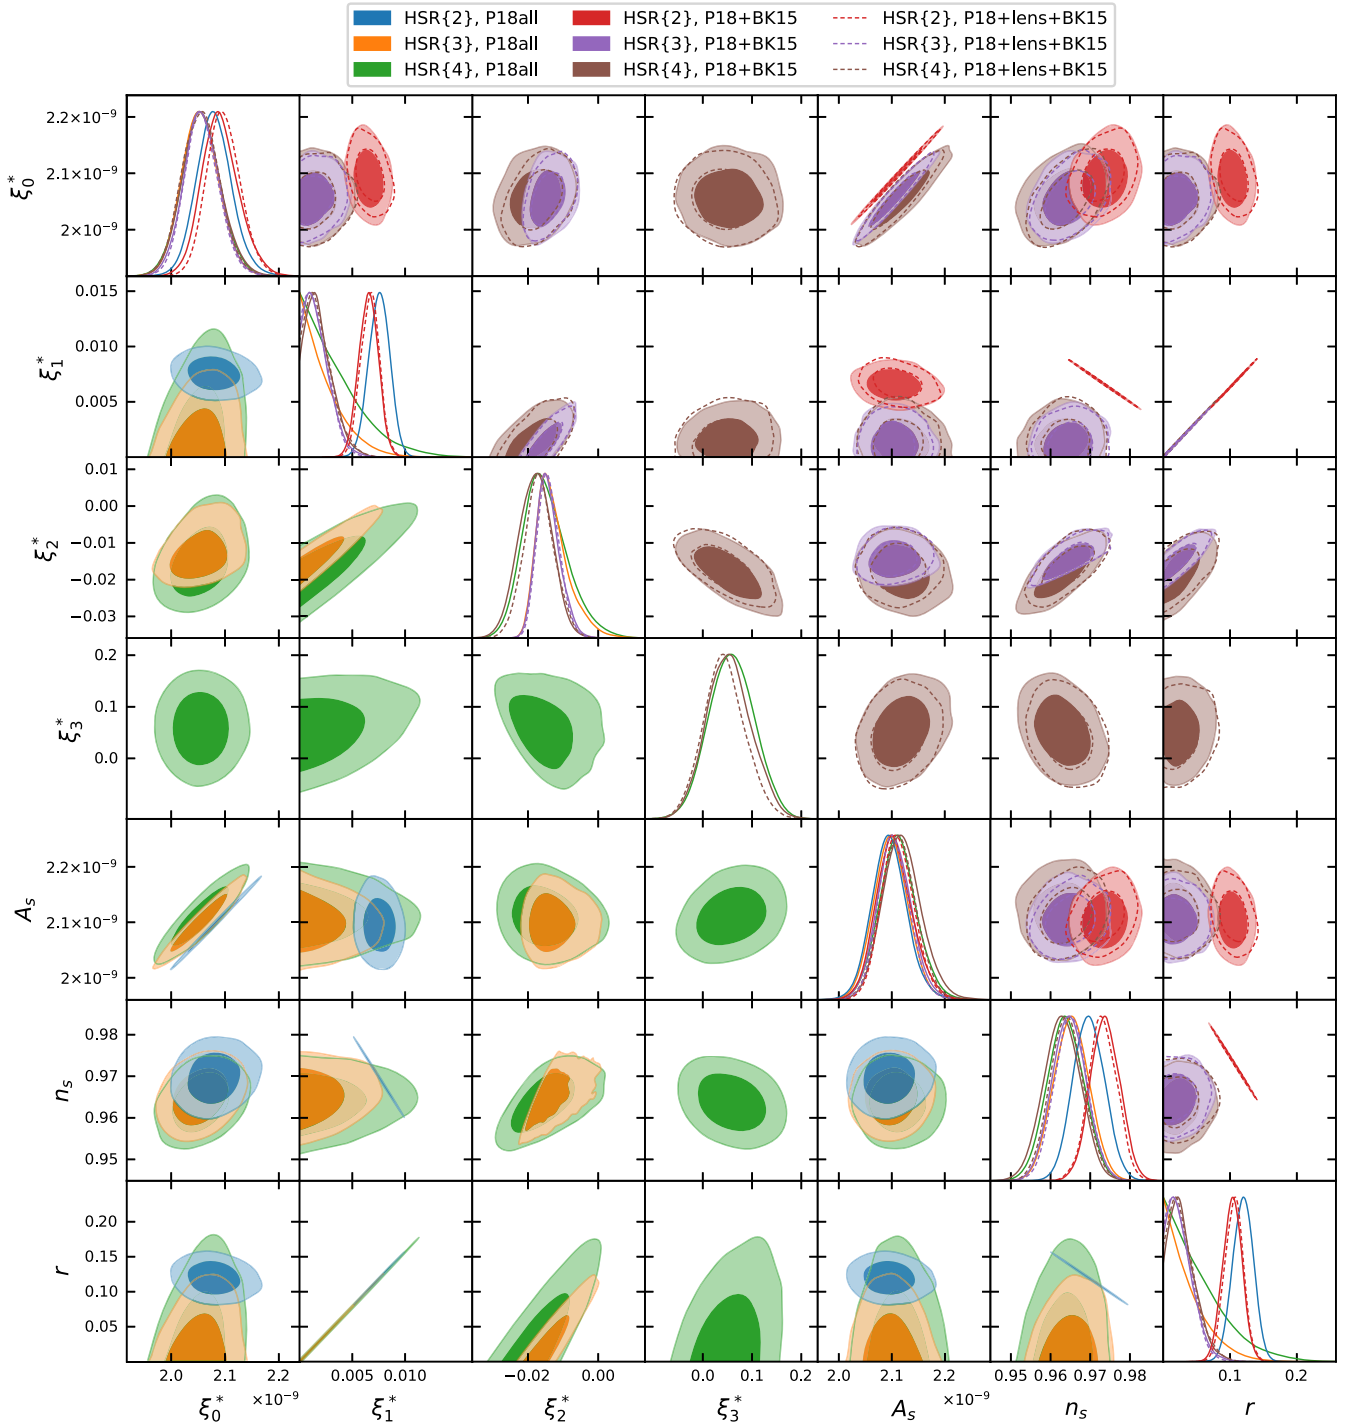 HSR{2}, P18all HSR{2}, P18+BK15 HSR{2}, P18+lens+BK15
HSR{3}, P18all HSR{3}, P18+BK15 HSR{3}, P18+lens+BK15
HSR{4}, P18all HSR{4}, P18+BK15 HSR{4}, P18+lens+BK15
2.2×10⁻⁹
2.1×10⁻⁹
2×10⁻⁹
ξ₀*
0.015
0.010
0.005
ξ₁*
0.01
0.00
−0.01
−0.02
−0.03
ξ₂*
0.2
0.1
0.0
ξ₃*
2.2×10⁻⁹
2.1×10⁻⁹
2×10⁻⁹
Aₛ
0.98
0.97
0.96
0.95
nₛ
0.20
0.15
0.10
0.05
r
2.0 2.1 2.2 0.005 0.010 −0.02 0.00 0.0 0.1 0.2 2.0 2.1 2.2 0.95 0.96 0.97 0.98 0.1 0.2
×10⁻⁹ ×10⁻⁹
ξ₀* ξ₁* ξ₂* ξ₃* Aₛ nₛ r